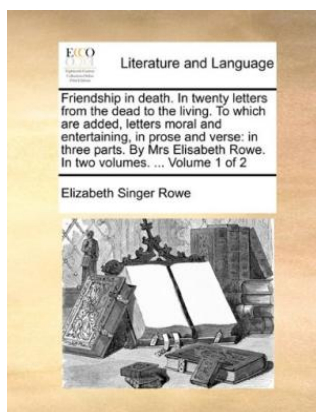 ECCO
Literature and Language
Friendship in death. In twenty letters
from the dead to the living. To which
are added, letters moral and
entertaining, in prose and verse: in
three parts. By Mrs Elisabeth Rowe.
In two volumes. ... Volume 1 of 2
Elizabeth Singer Rowe